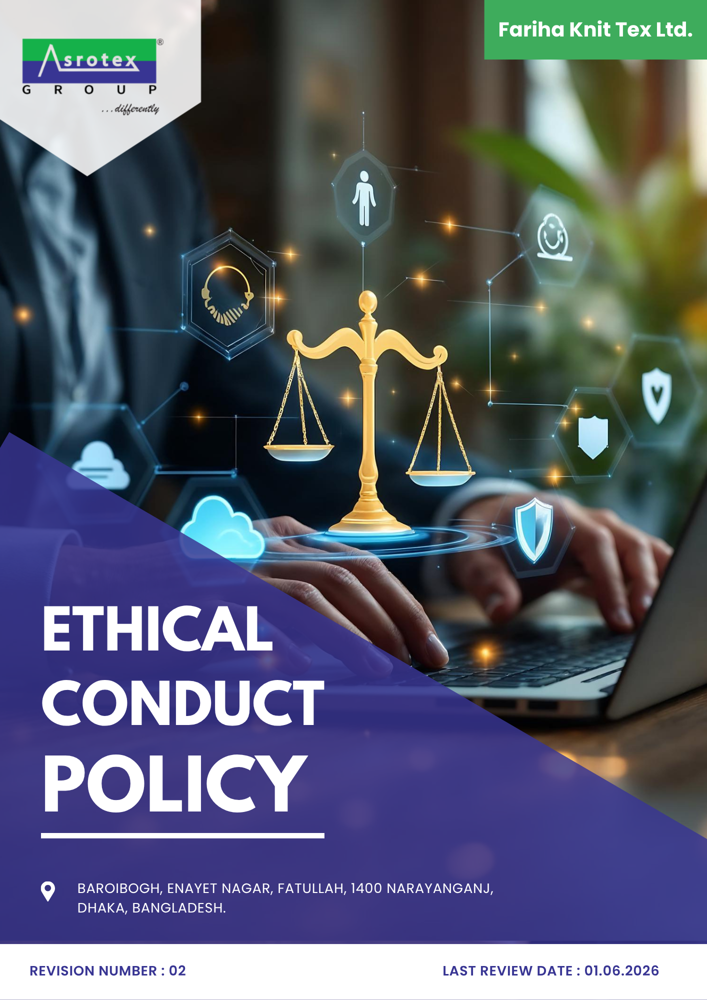 Fariha Knit Tex Ltd.
Asrotex
®
GROUP
...differently
ETHICAL
CONDUCT
POLICY
BAROIBOGH, ENAYET NAGAR, FATULLAH, 1400 NARAYANGANJ,
DHAKA, BANGLADESH.
REVISION NUMBER : 02
LAST REVIEW DATE : 01.06.2026